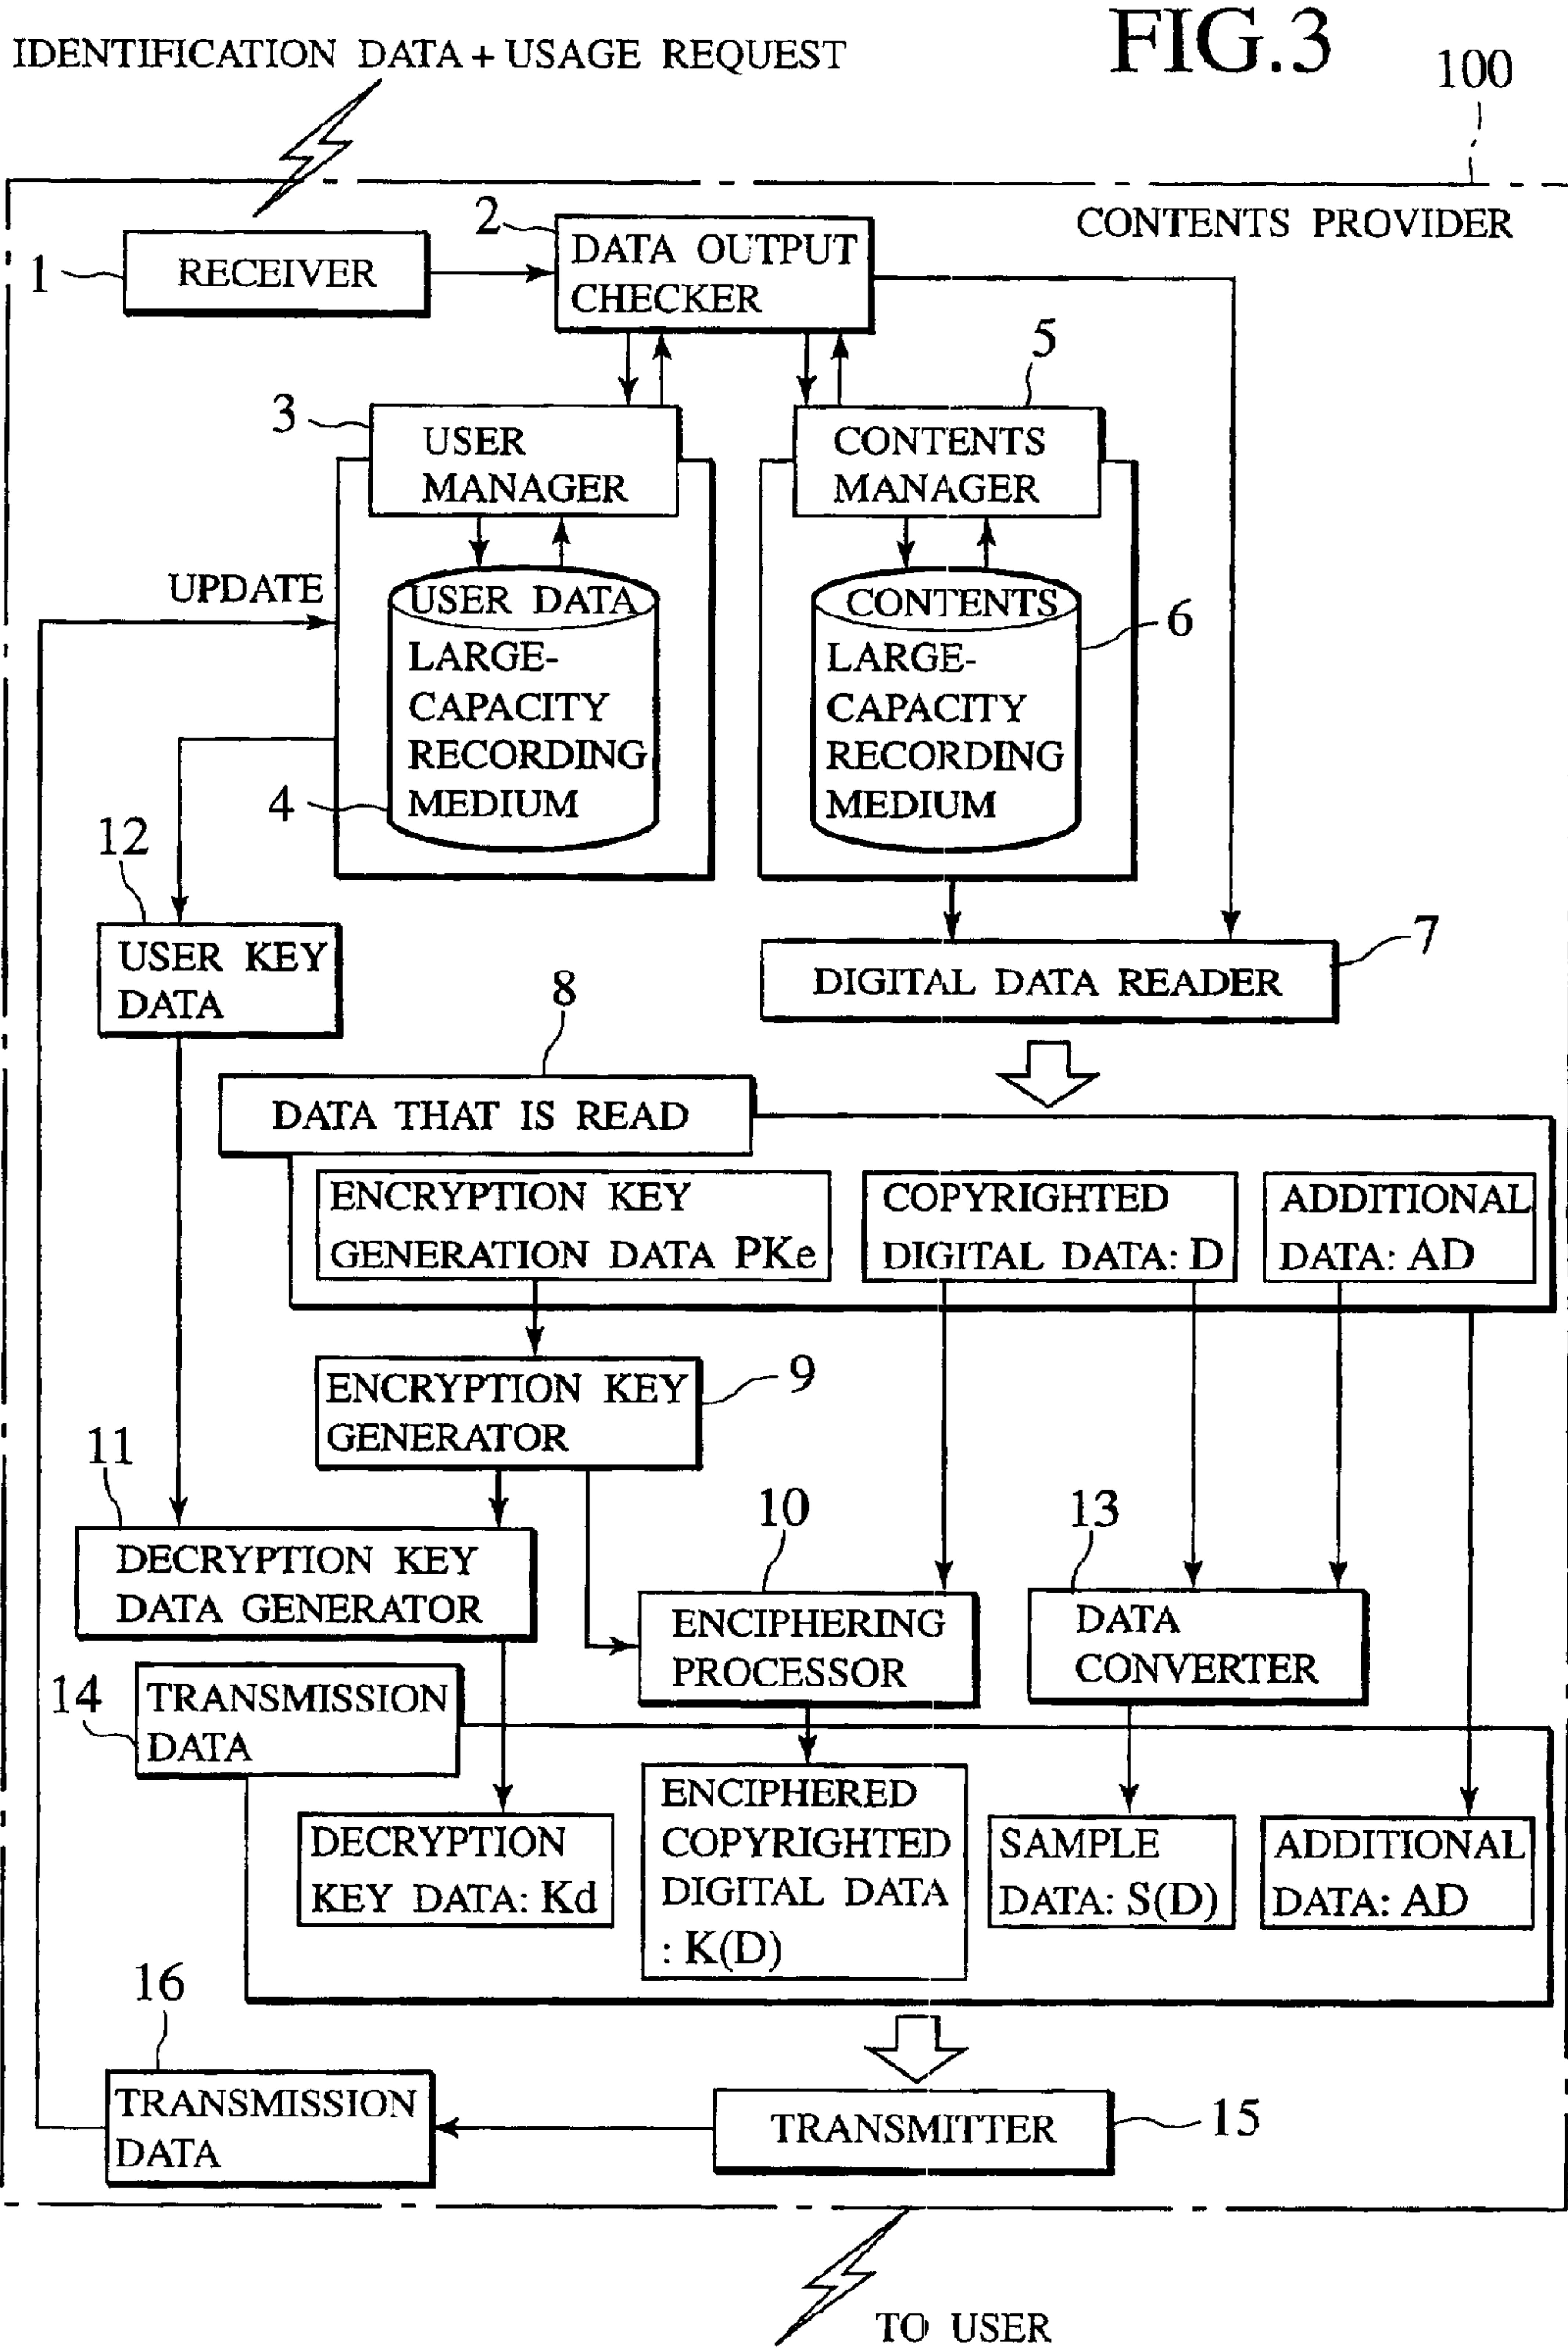 FIG.3
IDENTIFICATION DATA + USAGE REQUEST
100
CONTENTS PROVIDER
1
RECEIVER
2
DATA OUTPUT
CHECKER
3
USER
MANAGER
5
CONTENTS
MANAGER
UPDATE
USER DATA
LARGE-
CAPACITY
RECORDING
MEDIUM
4
CONTENTS
LARGE-
CAPACITY
RECORDING
MEDIUM
6
12
USER KEY
DATA
7
DIGITAL DATA READER
8
DATA THAT IS READ
ENCRYPTION KEY
GENERATION DATA PKe
COPYRIGHTED
DIGITAL DATA: D
ADDITIONAL
DATA: AD
ENCRYPTION KEY
GENERATOR
9
11
DECRYPTION KEY
DATA GENERATOR
10
ENCIPHERING
PROCESSOR
13
DATA
CONVERTER
14
TRANSMISSION
DATA
DECRYPTION
KEY DATA: Kd
ENCIPHERED
COPYRIGHTED
DIGITAL DATA
: K(D)
SAMPLE
DATA: S(D)
ADDITIONAL
DATA: AD
16
TRANSMISSION
DATA
TRANSMITTER
15
TO USER